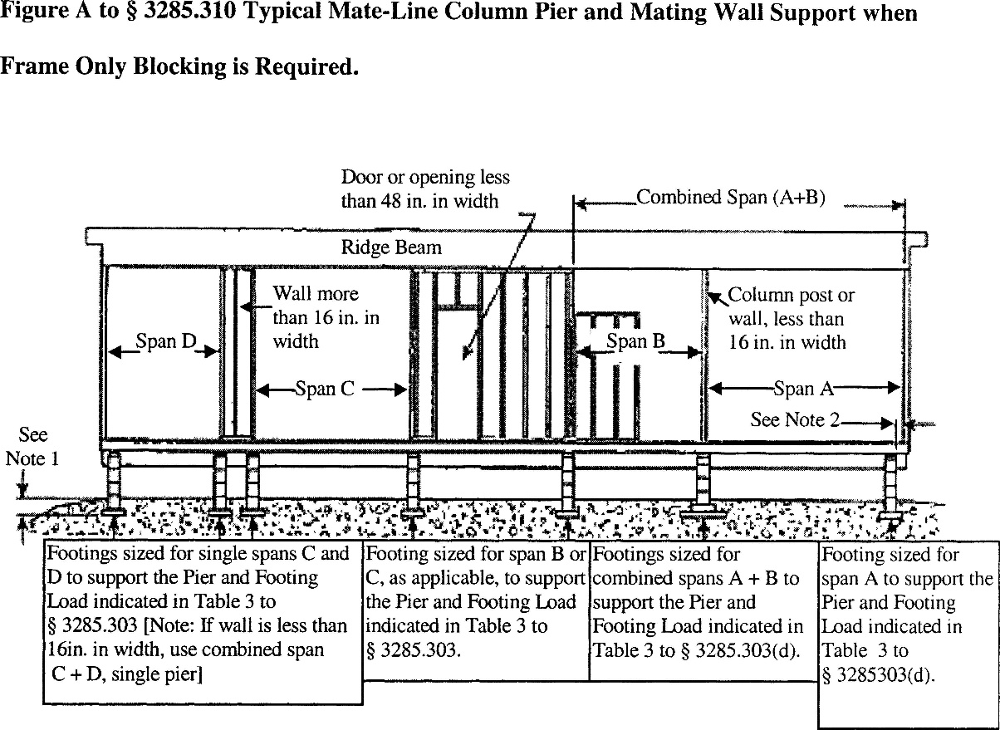 Figure A to § 3285.310 Typical Mate-Line Column Pier and Mating Wall Support when
Frame Only Blocking is Required.
Door or opening less
than 48 in. in width
Combined Span (A+B)
Ridge Beam
Wall more
than 16 in. in
width
Column post or
wall, less than
16 in. in width
Span D
Span B
Span C
Span A
See Note 2
See
Note 1
Footings sized for single spans C and
D to support the Pier and Footing
Load indicated in Table 3 to
§ 3285.303 [Note: If wall is less than
16in. in width, use combined span
C + D, single pier]
Footing sized for span B or
C, as applicable, to support
the Pier and Footing Load
indicated in Table 3 to
§ 3285.303.
Footings sized for
combined spans A + B to
support the Pier and
Footing Load indicated in
Table 3 to § 3285.303(d).
Footing sized for
span A to support the
Pier and Footing
Load indicated in
Table 3 to
§ 3285303(d).